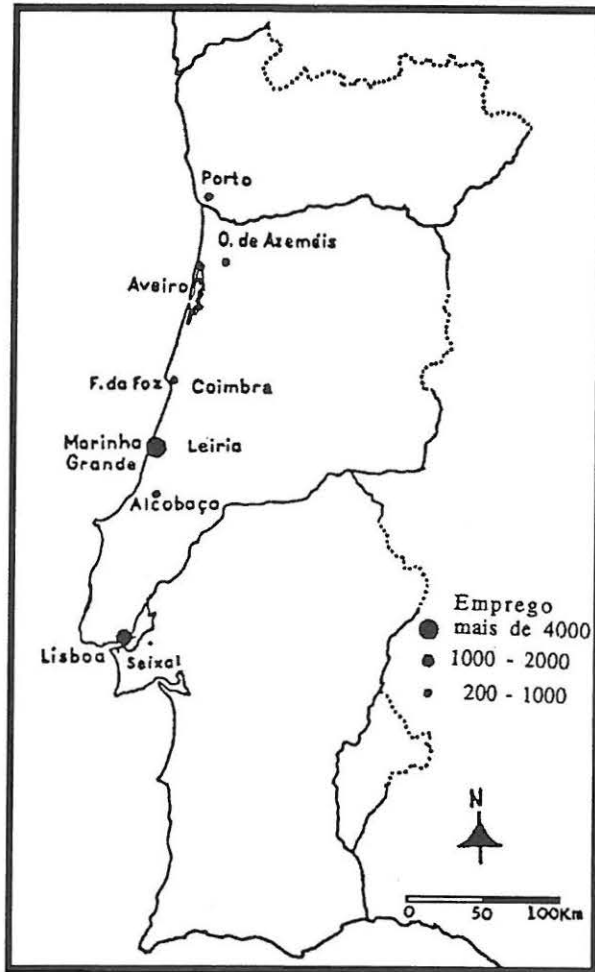 Porto
O. de Azeméis
Aveiro
F. da Foz
Coimbra
Marinha
Grande
Leiria
Alcobaça
Lisboa
Seixal
Emprego
mais de 4000
1000 - 2000
200 - 1000
N
0 50 100Km